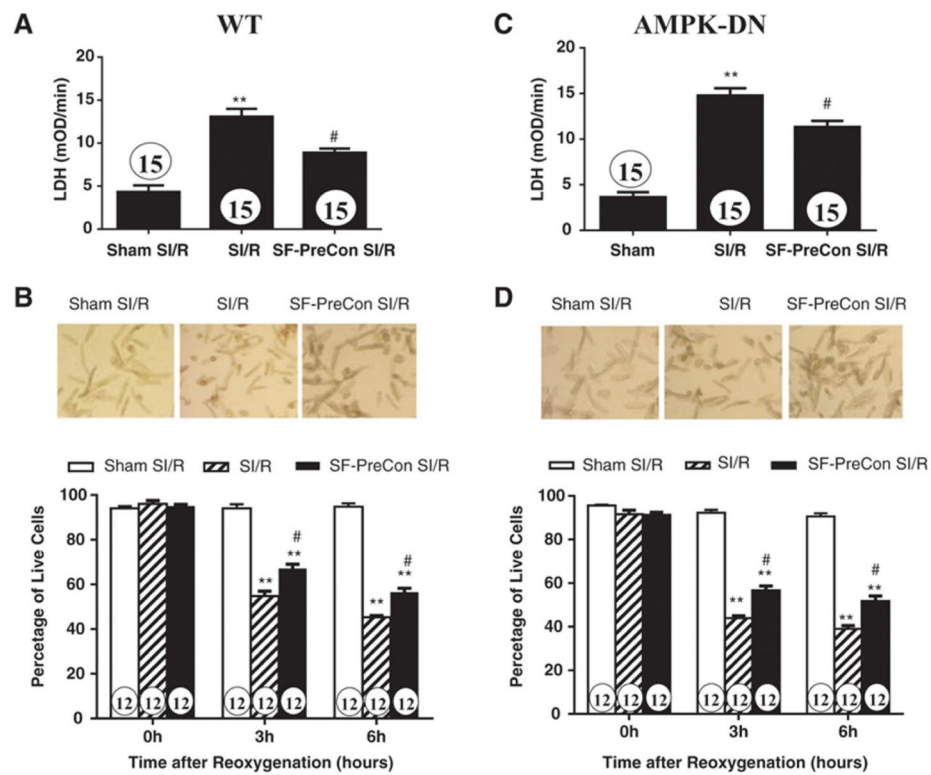 A
WT
LDH (mOD/min)
20
15
10
5
0
15
**
15
#
15
Sham SI/R
SI/R
SF-PreCon SI/R
C
AMPK-DN
LDH (mOD/min)
20
15
10
5
0
15
**
15
#
15
Sham
SI/R
SF-PreCon SI/R
B
Sham SI/R
SI/R
SF-PreCon SI/R
Sham SI/R
SI/R
SF-PreCon SI/R
Percetage of Live Cells
100
80
60
40
20
0
# #
** ** ** **
12 12 12 12 12 12 12 12 12
0h 3h 6h
Time after Reoxygenation (hours)
D
Sham SI/R
SI/R
SF-PreCon SI/R
Sham SI/R
SI/R
SF-PreCon SI/R
Percetage of Live Cells
100
80
60
40
20
0
# #
** ** ** **
12 12 12 12 12 12 12 12 12
0h 3h 6h
Time after Reoxygenation (hours)